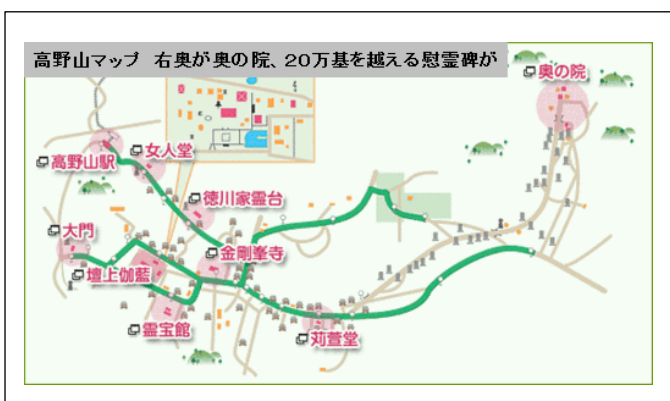 高野山マップ 右奥が奥の院、20万基を越える慰霊碑が
奥の院
女人堂
高野山駅
徳川家霊台
大門
金剛峯寺
壇上伽藍
霊宝館
苅萱堂